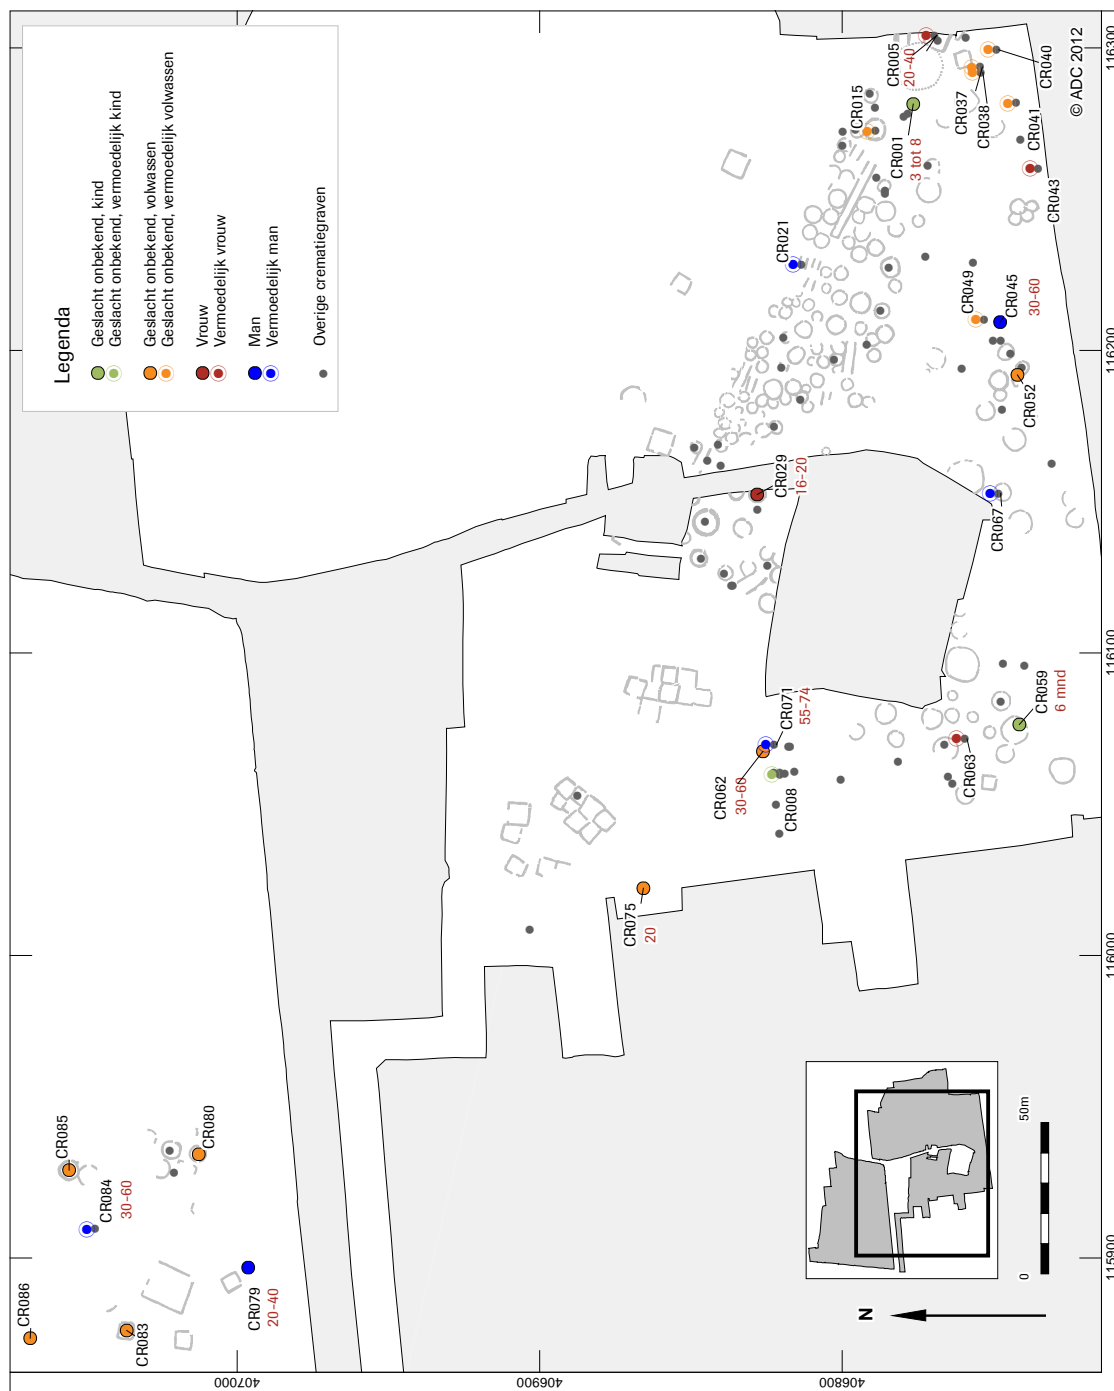 Legenda
Geslacht onbekend, kind
Geslacht onbekend, vermoedelijk kind
Geslacht onbekend, volwassen
Geslacht onbekend, vermoedelijk volwassen
Vrouw
Vermoedelijk vrouw
Man
Vermoedelijk man
Overige crematiegraven
CR086
CR083
CR085
CR084
30-60
CR080
CR079
20-40
CR075
20
CR062
30-60
CR071
55-74
CR008
CR029
16-20
CR021
CR015
CR001
3 tot 8
CR005
20-40
CR037
CR038
CR040
CR041
CR043
CR049
CR045
30-60
CR052
CR067
CR063
CR059
6 mnd
© ADC 2012
N
0
50m
407000
406900
406800
115900
116000
116100
116200
116300